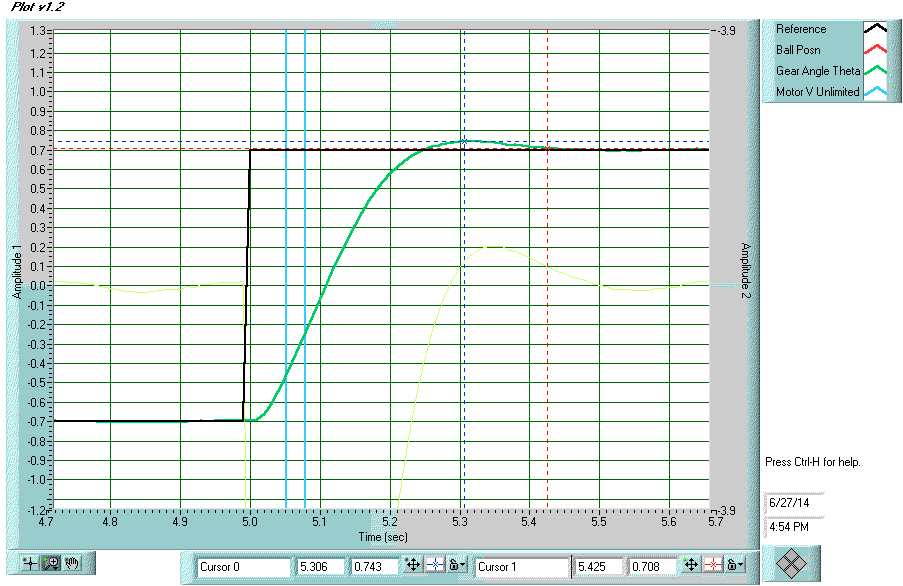 Plot v1.2
Reference
Ball Posn
Gear Angle Theta
Motor V Unlimited
1.3
1.2
1.1
1.0
0.9
0.8
0.7
0.6
0.5
0.4
0.3
0.2
0.1
0.0
-0.1
-0.2
-0.3
-0.4
-0.5
-0.6
-0.7
-0.8
-0.9
-1.0
-1.2
Amplitude 1
-3.9
-3.9
Amplitude 2
4.7 4.8 4.9 5.0 5.1 5.2 5.3 5.4 5.5 5.6 5.7
Time (sec)
Press Ctrl-H for help.
6/27/14
4:54 PM
Cursor 0 5.306 0.743 Cursor 1 5.425 0.708